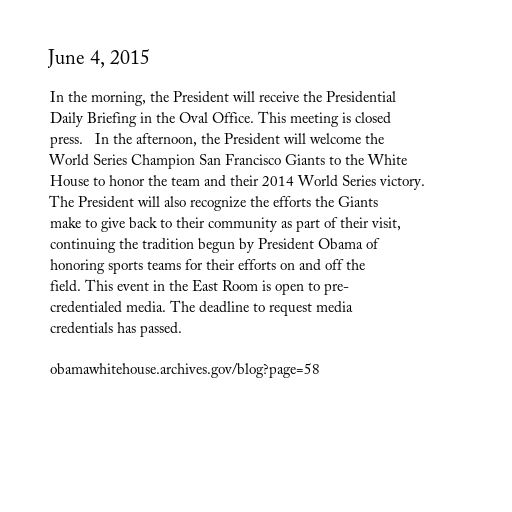 June 4, 2015
In the morning, the President will receive the Presidential
Daily Briefing in the Oval Office. This meeting is closed
press.   In the afternoon, the President will welcome the
World Series Champion San Francisco Giants to the White
House to honor the team and their 2014 World Series victory.
The President will also recognize the efforts the Giants
make to give back to their community as part of their visit,
continuing the tradition begun by President Obama of
honoring sports teams for their efforts on and off the
field. This event in the East Room is open to pre-
credentialed media. The deadline to request media
credentials has passed.
obamawhitehouse.archives.gov/blog?page=58